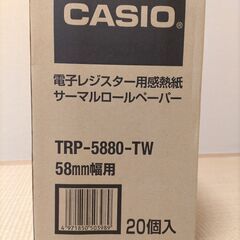 CASIO®
電子レジスター用感熱紙
サーマルロールペーパー
TRP-5880-TW
58mm幅用
20個入
4971850503989